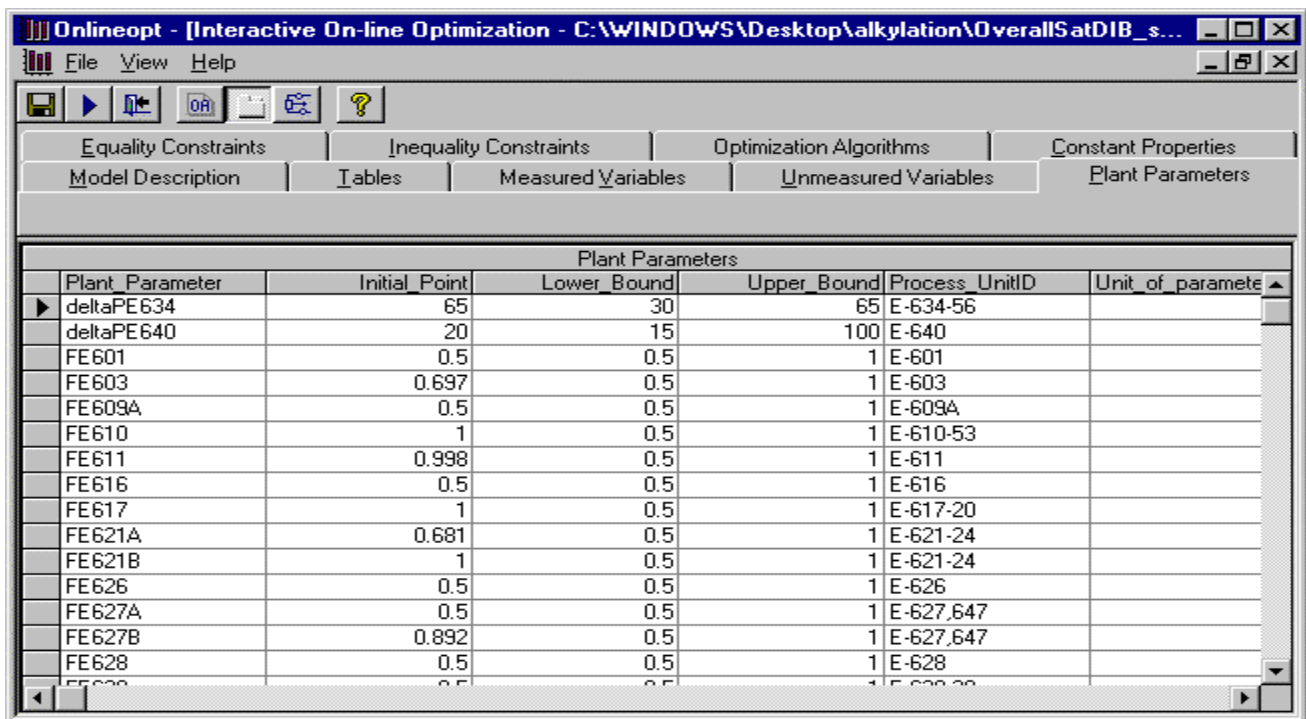 Onlineopt - [Interactive On-line Optimization - C:\WINDOWS\Desktop\alkylation\OverallSatDIB_s...
File View Help
OA
Equality Constraints Inequality Constraints Optimization Algorithms Constant Properties
Model Description Tables Measured Variables Unmeasured Variables Plant Parameters
Plant Parameters
Plant_Parameter Initial_Point Lower_Bound Upper_Bound Process_UnitID Unit_of_paramete
deltaPE634 65 30 65 E-634-56
deltaPE640 20 15 100 E-640
FE601 0.5 0.5 1 E-601
FE603 0.697 0.5 1 E-603
FE609A 0.5 0.5 1 E-609A
FE610 1 0.5 1 E-610-53
FE611 0.998 0.5 1 E-611
FE616 0.5 0.5 1 E-616
FE617 1 0.5 1 E-617-20
FE621A 0.681 0.5 1 E-621-24
FE621B 1 0.5 1 E-621-24
FE626 0.5 0.5 1 E-626
FE627A 0.5 0.5 1 E-627,647
FE627B 0.892 0.5 1 E-627,647
FE628 0.5 0.5 1 E-628